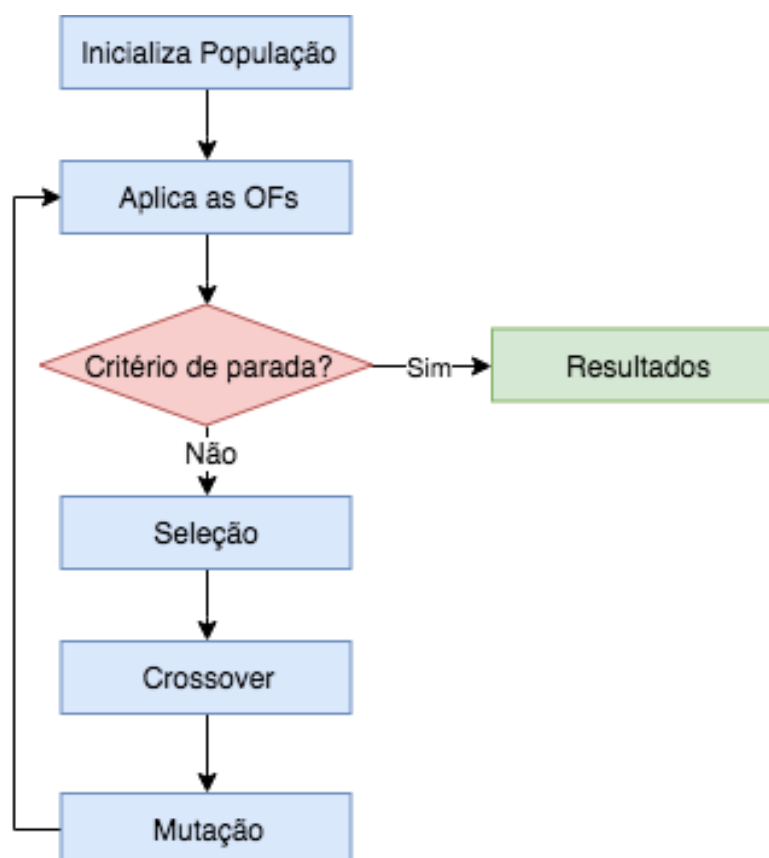 Inicializa População
Aplica as OFs
Critério de parada?
Sim
Resultados
Não
Seleção
Crossover
Mutação